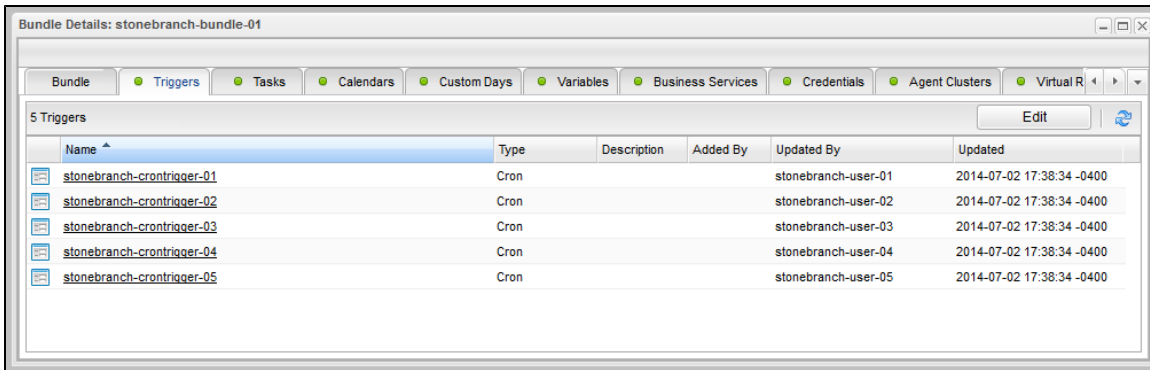 Bundle Details: stonebranch-bundle-01
Bundle Triggers Tasks Calendars Custom Days Variables Business Services Credentials Agent Clusters Virtual R
5 Triggers Edit
Name Type Description Added By Updated By Updated
stonebranch-crontrigger-01 Cron stonebranch-user-01 2014-07-02 17:38:34 -0400
stonebranch-crontrigger-02 Cron stonebranch-user-02 2014-07-02 17:38:34 -0400
stonebranch-crontrigger-03 Cron stonebranch-user-03 2014-07-02 17:38:34 -0400
stonebranch-crontrigger-04 Cron stonebranch-user-04 2014-07-02 17:38:34 -0400
stonebranch-crontrigger-05 Cron stonebranch-user-05 2014-07-02 17:38:34 -0400